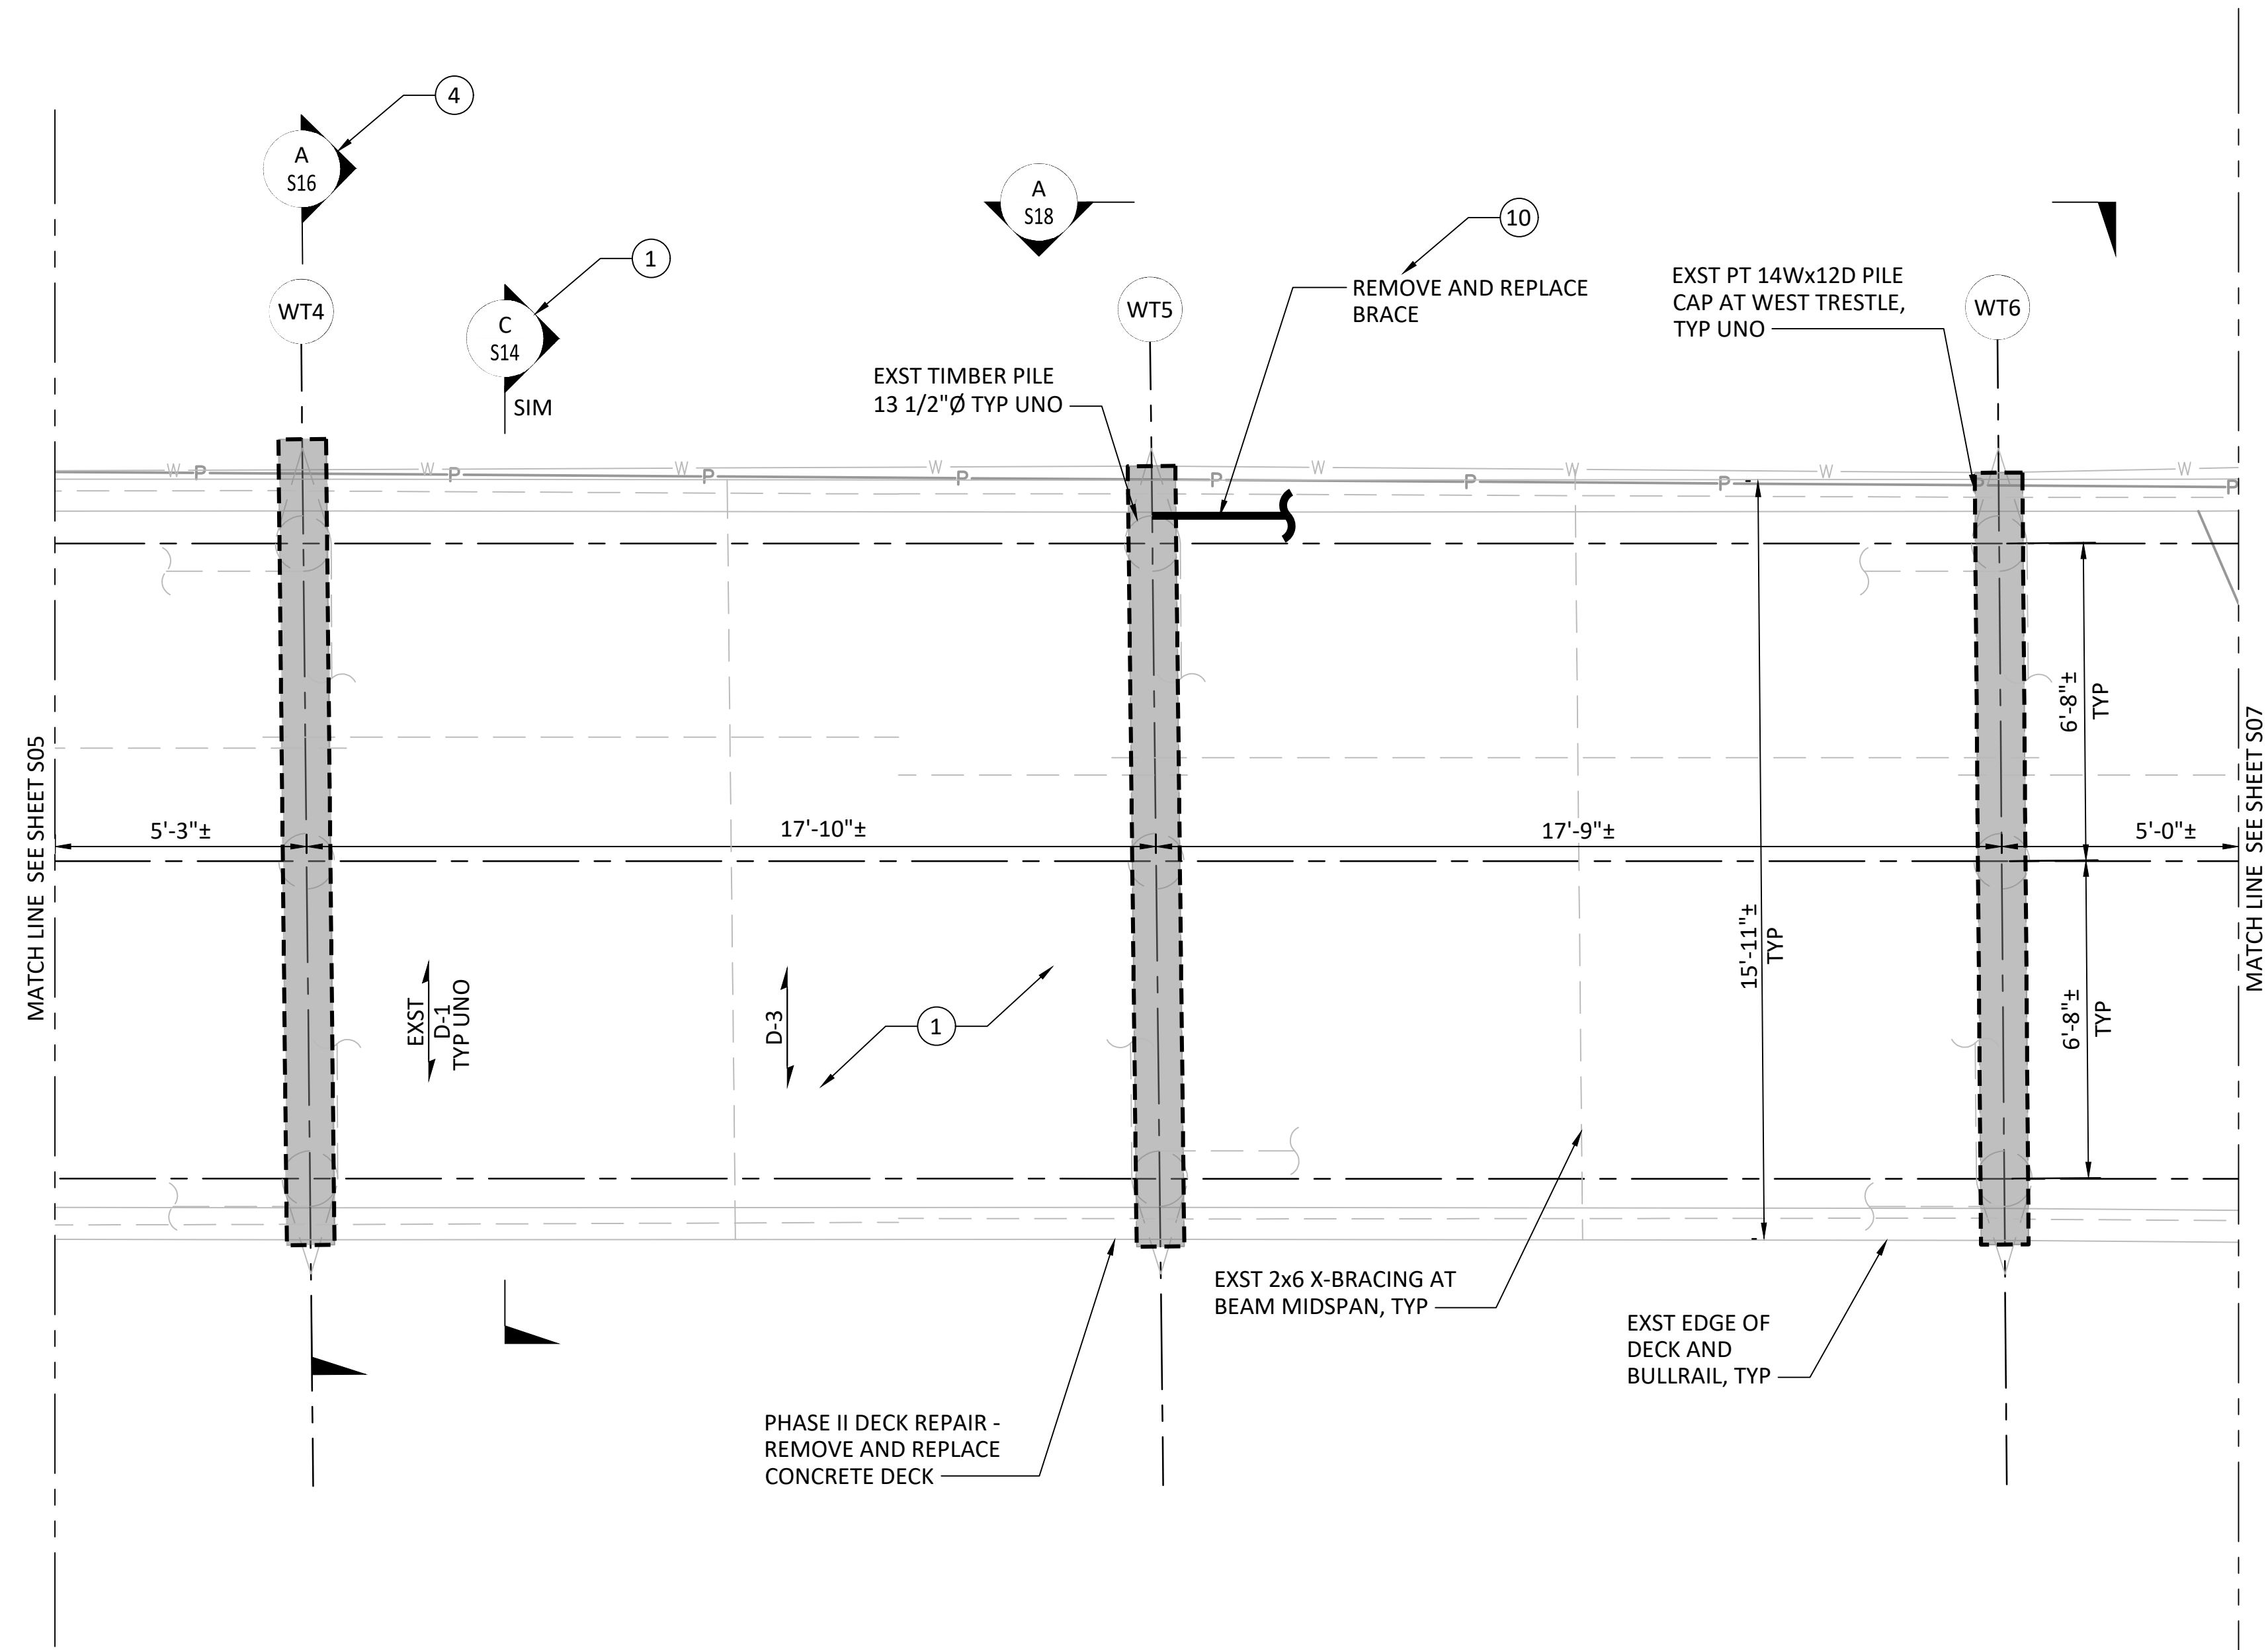 4
A
S16
A
S18
10
1
WT4
C
S14
SIM
WT5
REMOVE AND REPLACE
BRACE
EXST PT 14Wx12D PILE
CAP AT WEST TRESTLE,
TYP UNO
WT6
EXST TIMBER PILE
13 1/2"Ø TYP UNO
W P W P W P W P P W P W P W P W P
MATCH LINE  SEE SHEET S05
5'-3"±
17'-10"±
17'-9"±
5'-0"±
6'-8"±
TYP
MATCH LINE  SEE SHEET S07
15'-11"±
TYP
6'-8"±
TYP
EXST
D-1
TYP UNO
D-3
1
EXST 2x6 X-BRACING AT
BEAM MIDSPAN, TYP
EXST EDGE OF
DECK AND
BULLRAIL, TYP
PHASE II DECK REPAIR -
REMOVE AND REPLACE
CONCRETE DECK